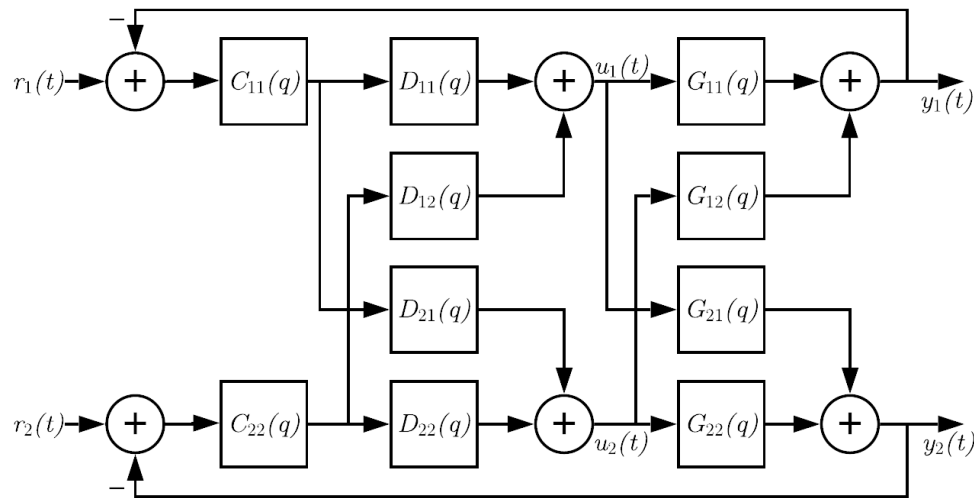 −
r₁(t) + C₁₁(q) D₁₁(q) + u₁(t) G₁₁(q) + y₁(t)
D₁₂(q) G₁₂(q)
D₂₁(q) G₂₁(q)
r₂(t) + C₂₂(q) D₂₂(q) + u₂(t) G₂₂(q) + y₂(t)
−